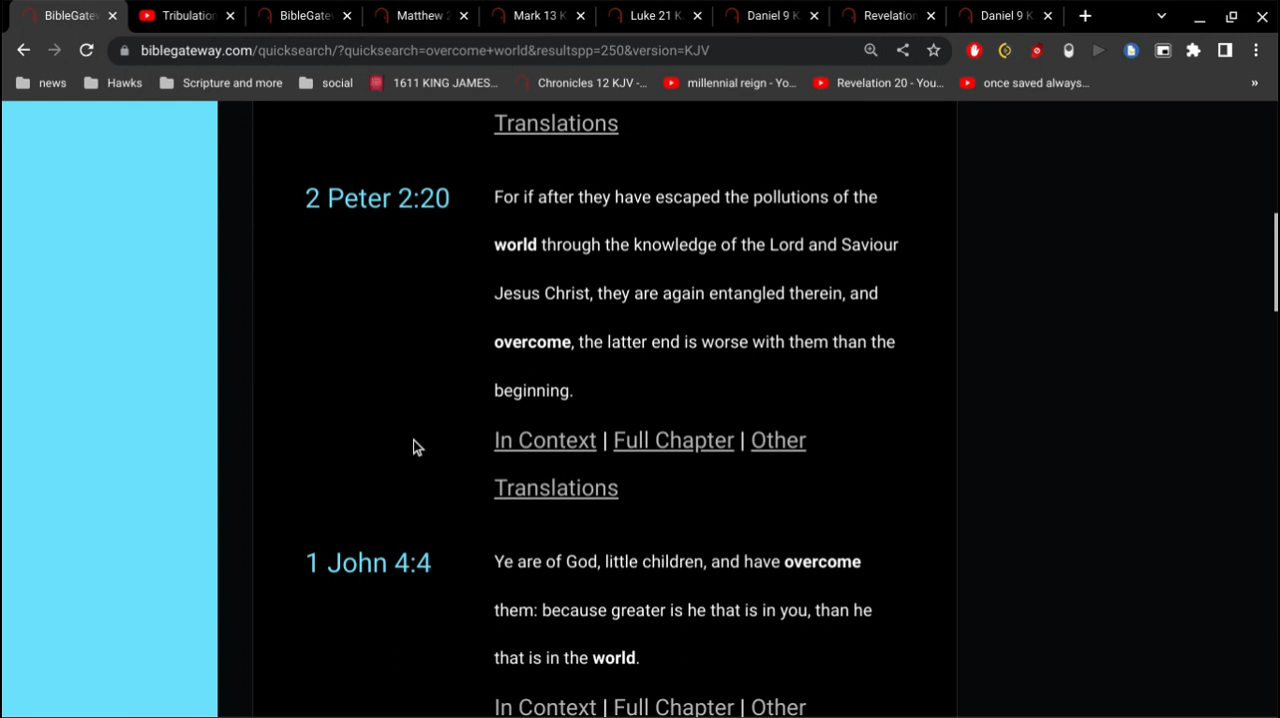 BibleGate
Tribulatio
BibleGate
Matthew 2
Mark 13 K
Luke 21 K
Daniel 9 K
Revelatio
Daniel 9 K
biblegateway.com/quicksearch/?quicksearch=overcome+world&resultspp=250&version=KJV
news Hawks Scripture and more social 1611 KING JAMES... Chronicles 12 KJV -... millennial reign - Yo... Revelation 20 - You... once saved always... »
Translations
2 Peter 2:20
For if after they have escaped the pollutions of the
world through the knowledge of the Lord and Saviour
Jesus Christ, they are again entangled therein, and
overcome, the latter end is worse with them than the
beginning.
In Context | Full Chapter | Other
Translations
1 John 4:4
Ye are of God, little children, and have overcome
them: because greater is he that is in you, than he
that is in the world.
In Context | Full Chapter | Other